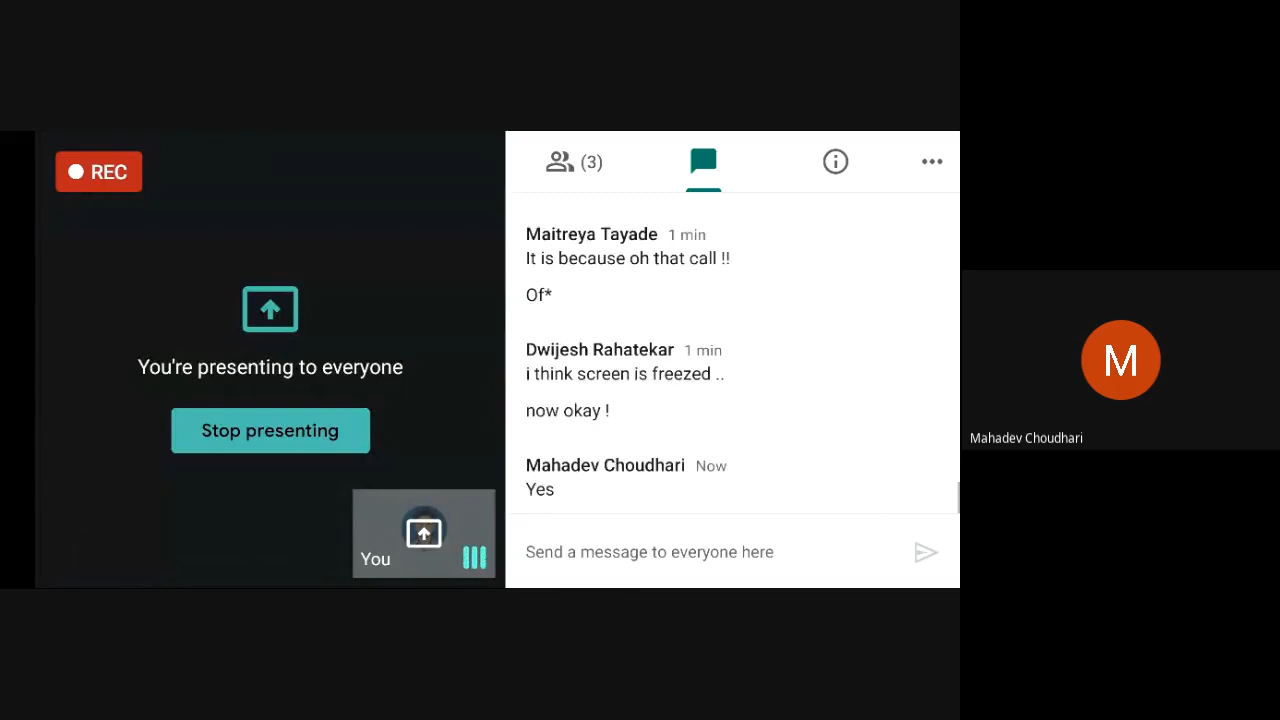 REC
You're presenting to everyone
Stop presenting
You
(3)
Maitreya Tayade 1 min
It is because oh that call !!
Of*
Dwijesh Rahatekar 1 min
i think screen is freezed ..
now okay !
Mahadev Choudhari Now
Yes
Send a message to everyone here
M
Mahadev Choudhari